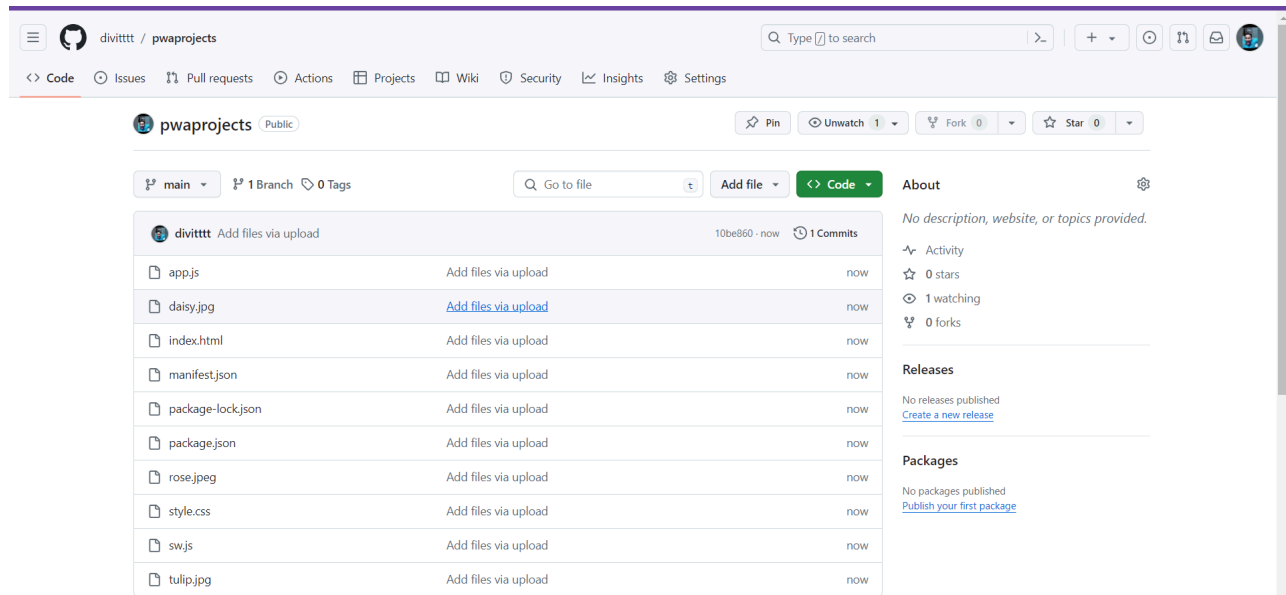 divitttt / pwaprojects
Type / to search
Code Issues Pull requests Actions Projects Wiki Security Insights Settings
pwaprojects Public
Pin Unwatch 1 Fork 0 Star 0
main 1 Branch 0 Tags
Go to file t Add file Code
divitttt Add files via upload 10be860 · now 1 Commits
app.js Add files via upload now
daisy.jpg Add files via upload now
index.html Add files via upload now
manifest.json Add files via upload now
package-lock.json Add files via upload now
package.json Add files via upload now
rose.jpeg Add files via upload now
style.css Add files via upload now
sw.js Add files via upload now
tulip.jpg Add files via upload now
About
No description, website, or topics provided.
Activity
0 stars
1 watching
0 forks
Releases
No releases published
Create a new release
Packages
No packages published
Publish your first package